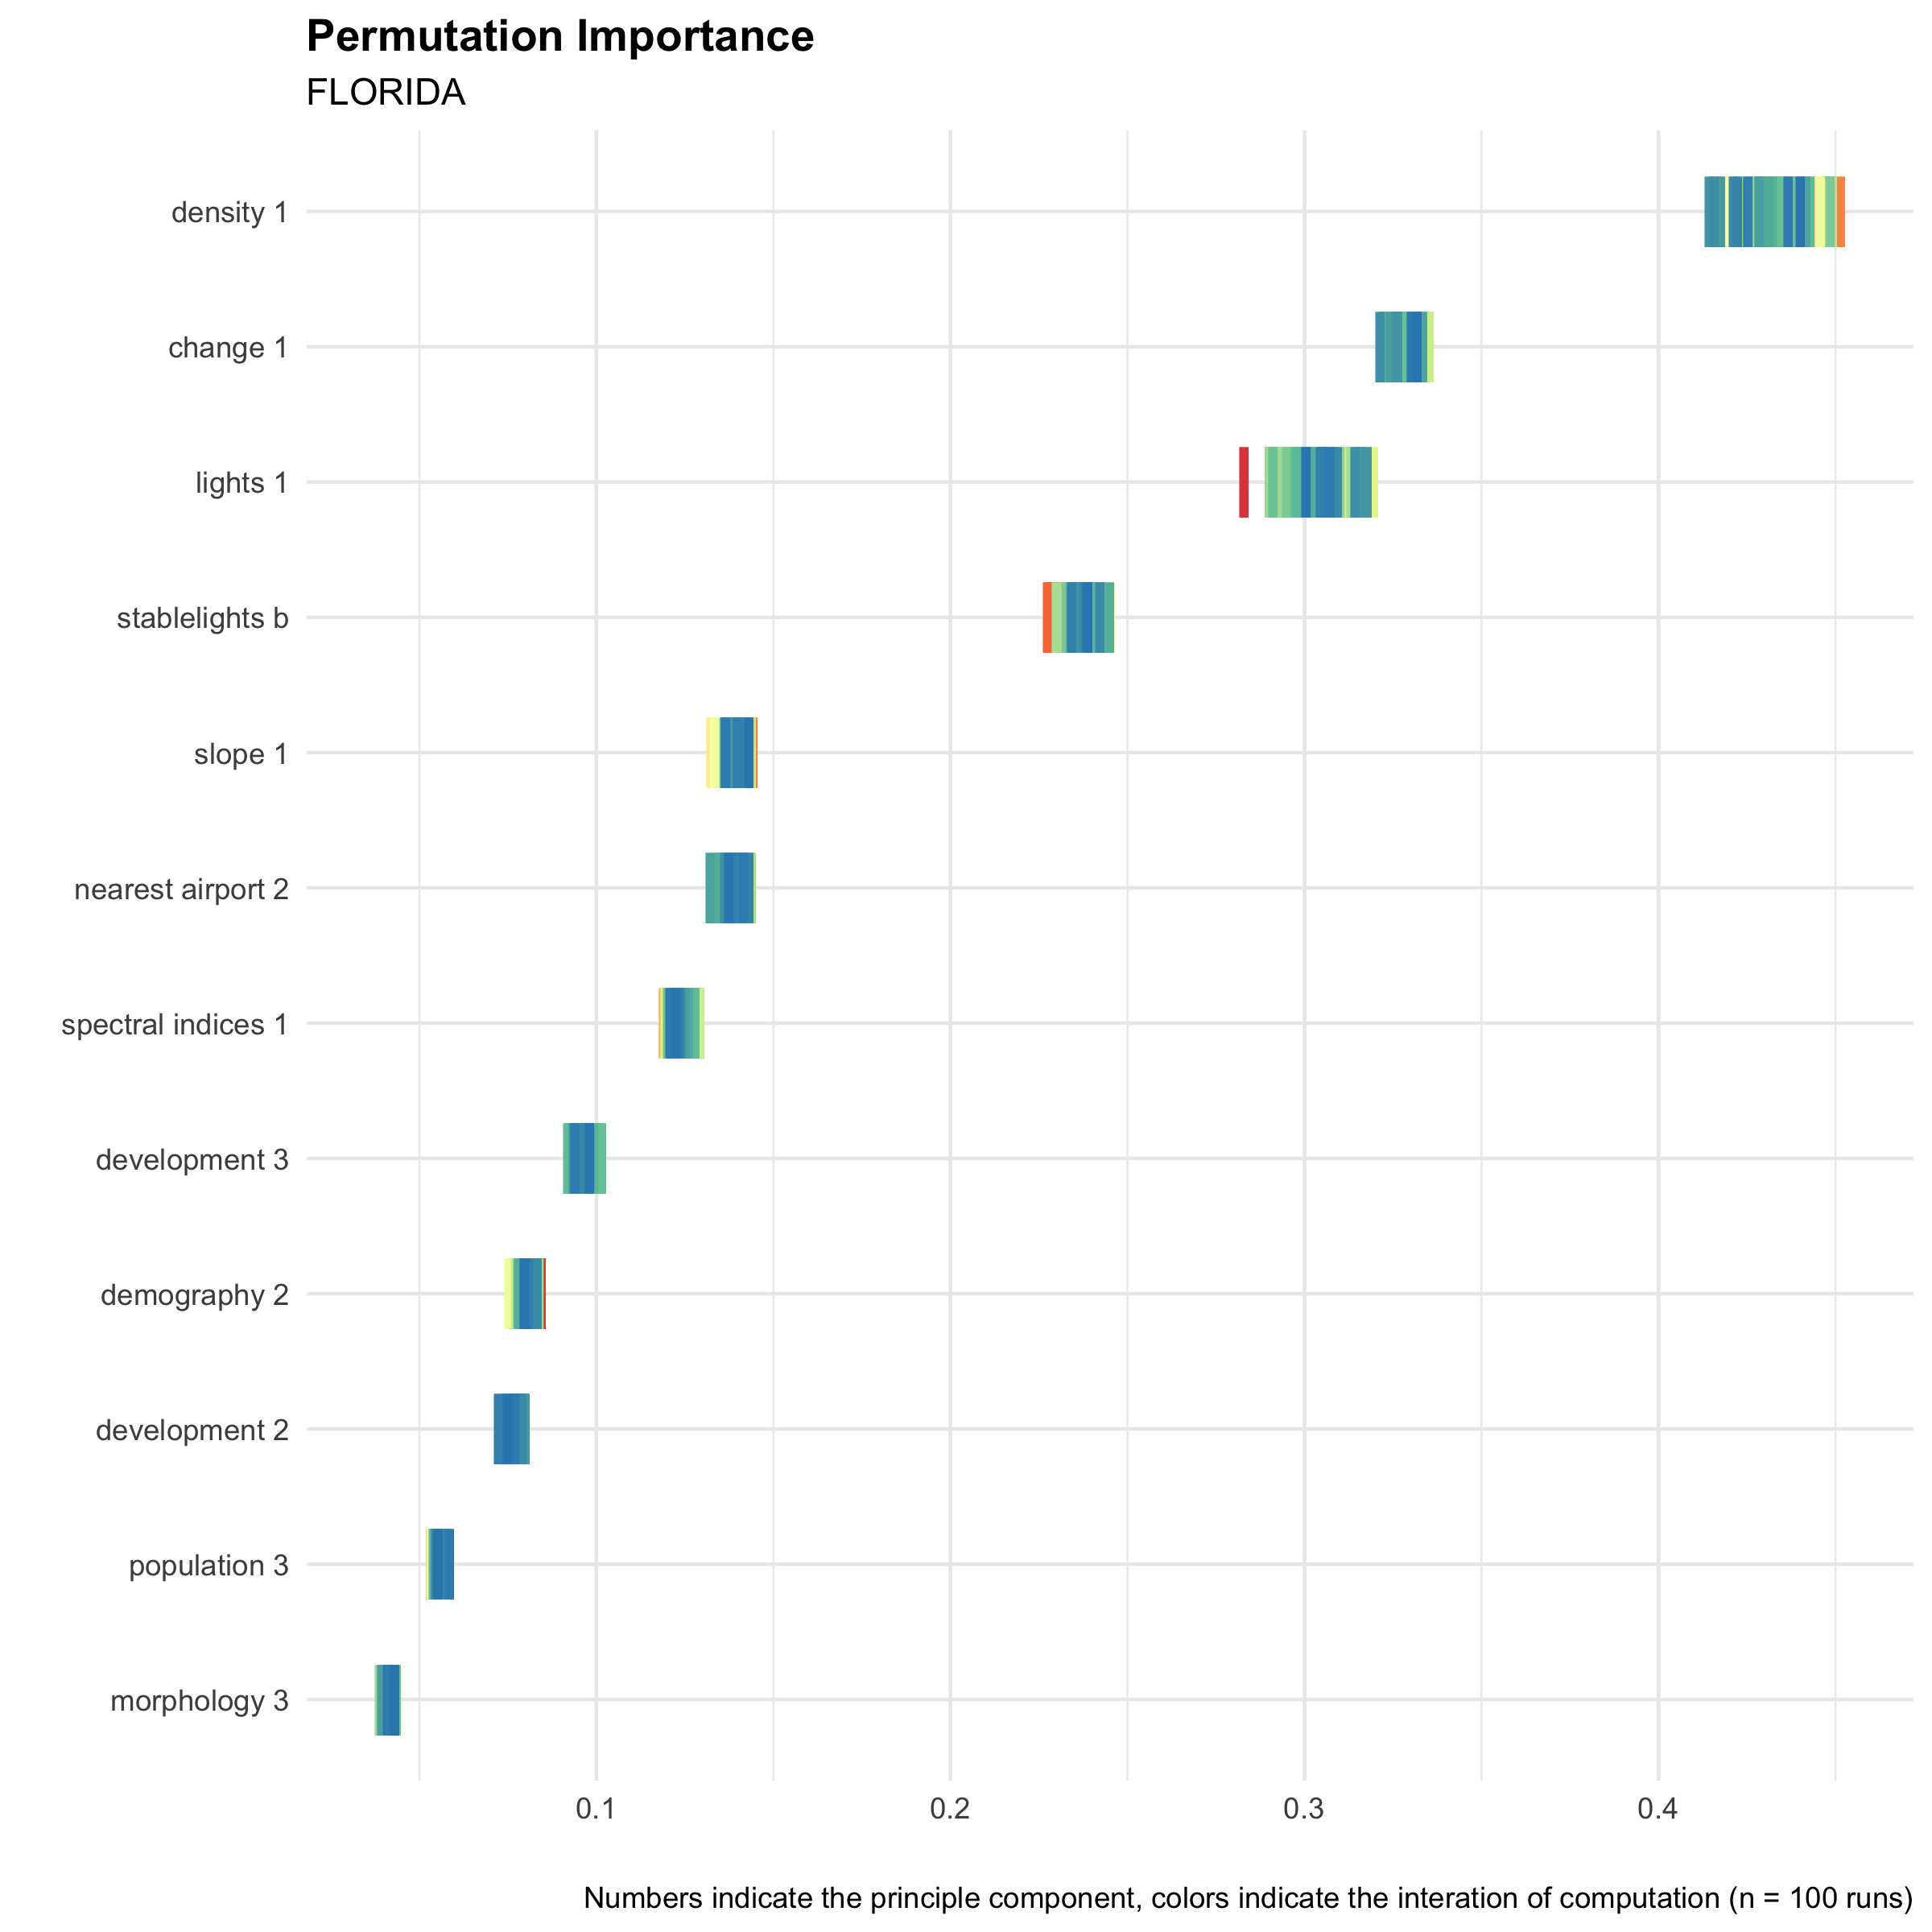 Permutation Importance
FLORIDA
density 1
change 1
lights 1
stablelights b
slope 1
nearest airport 2
spectral indices 1
development 3
demography 2
development 2
population 3
morphology 3
0.1 0.2 0.3 0.4
Numbers indicate the principle component, colors indicate the interation of computation (n = 100 runs)